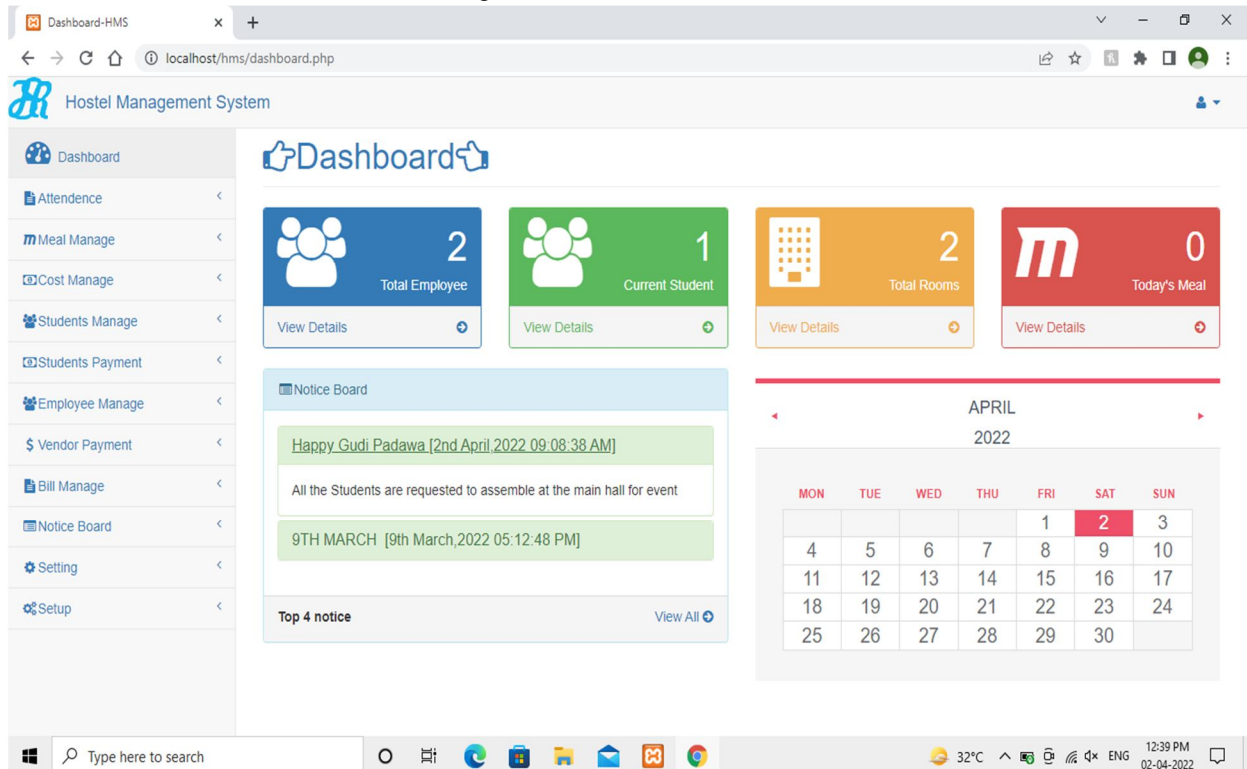 Dashboard-HMS
localhost/hms/dashboard.php
Hostel Management System
Dashboard
Attendence
Meal Manage
Cost Manage
Students Manage
Students Payment
Employee Manage
$ Vendor Payment
Bill Manage
Notice Board
Setting
Setup
Dashboard
2
Total Employee
View Details
1
Current Student
View Details
2
Total Rooms
View Details
m
0
Today's Meal
View Details
Notice Board
Happy Gudi Padawa [2nd April,2022 09:08:38 AM]
All the Students are requested to assemble at the main hall for event
9TH MARCH [9th March,2022 05:12:48 PM]
Top 4 notice View All
APRIL
2022
MON TUE WED THU FRI SAT SUN
1 2 3
4 5 6 7 8 9 10
11 12 13 14 15 16 17
18 19 20 21 22 23 24
25 26 27 28 29 30
Type here to search
32°C ENG
12:39 PM
02-04-2022